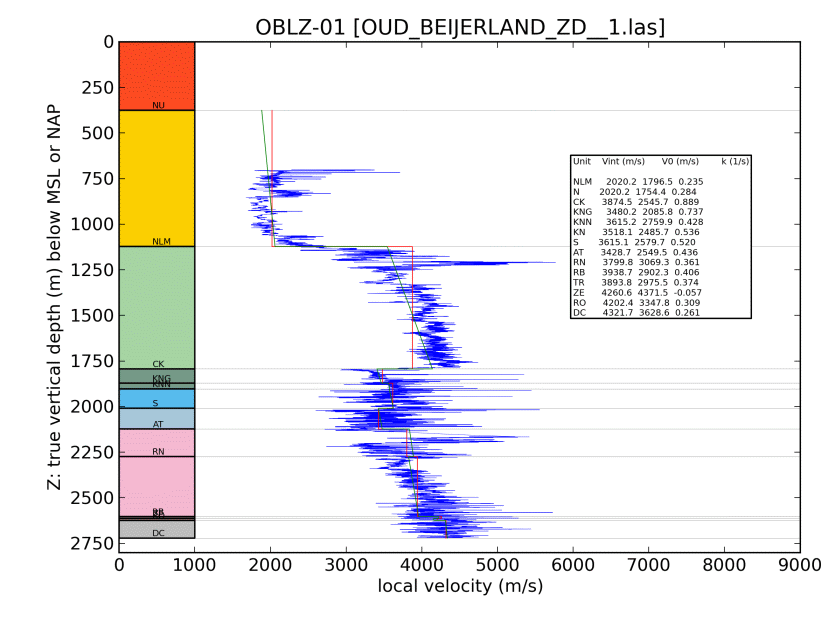 OBLZ-01 [OUD_BEIJERLAND_ZD__1.las]
Z: true vertical depth (m) below MSL or NAP
0
250
500
750
1000
1250
1500
1750
2000
2250
2500
2750
NU
NLM
CK
KNG
KNN
S
AT
RN
DC
Unit Vint (m/s) V0 (m/s) k (1/s)
NLM 2020.2 1796.5 0.235
N 2020.2 1754.4 0.284
CK 3874.5 2545.7 0.889
KNG 3480.2 2085.8 0.737
KNN 3615.2 2759.9 0.428
KN 3518.1 2485.7 0.536
S 3615.1 2579.7 0.520
AT 3428.7 2549.5 0.436
RN 3799.8 3069.3 0.361
RB 3938.7 2902.3 0.406
TR 3893.8 2975.5 0.374
ZE 4260.6 4371.5 -0.057
RO 4202.4 3347.8 0.309
DC 4321.7 3628.6 0.261
0 1000 2000 3000 4000 5000 6000 7000 8000 9000
local velocity (m/s)